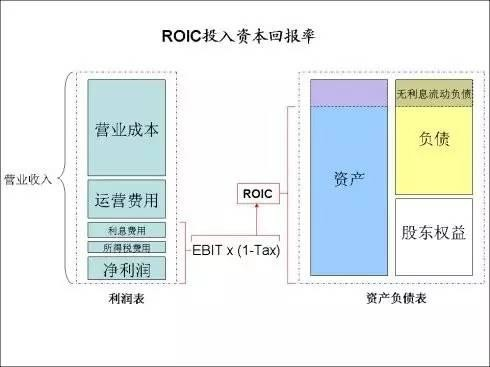 ROIC投入资本回报率
营业收入
营业成本
运营费用
利息费用
所得税费用
净利润
利润表
EBIT x (1-Tax)
ROIC
资产
无利息流动负债
负债
股东权益
资产负债表